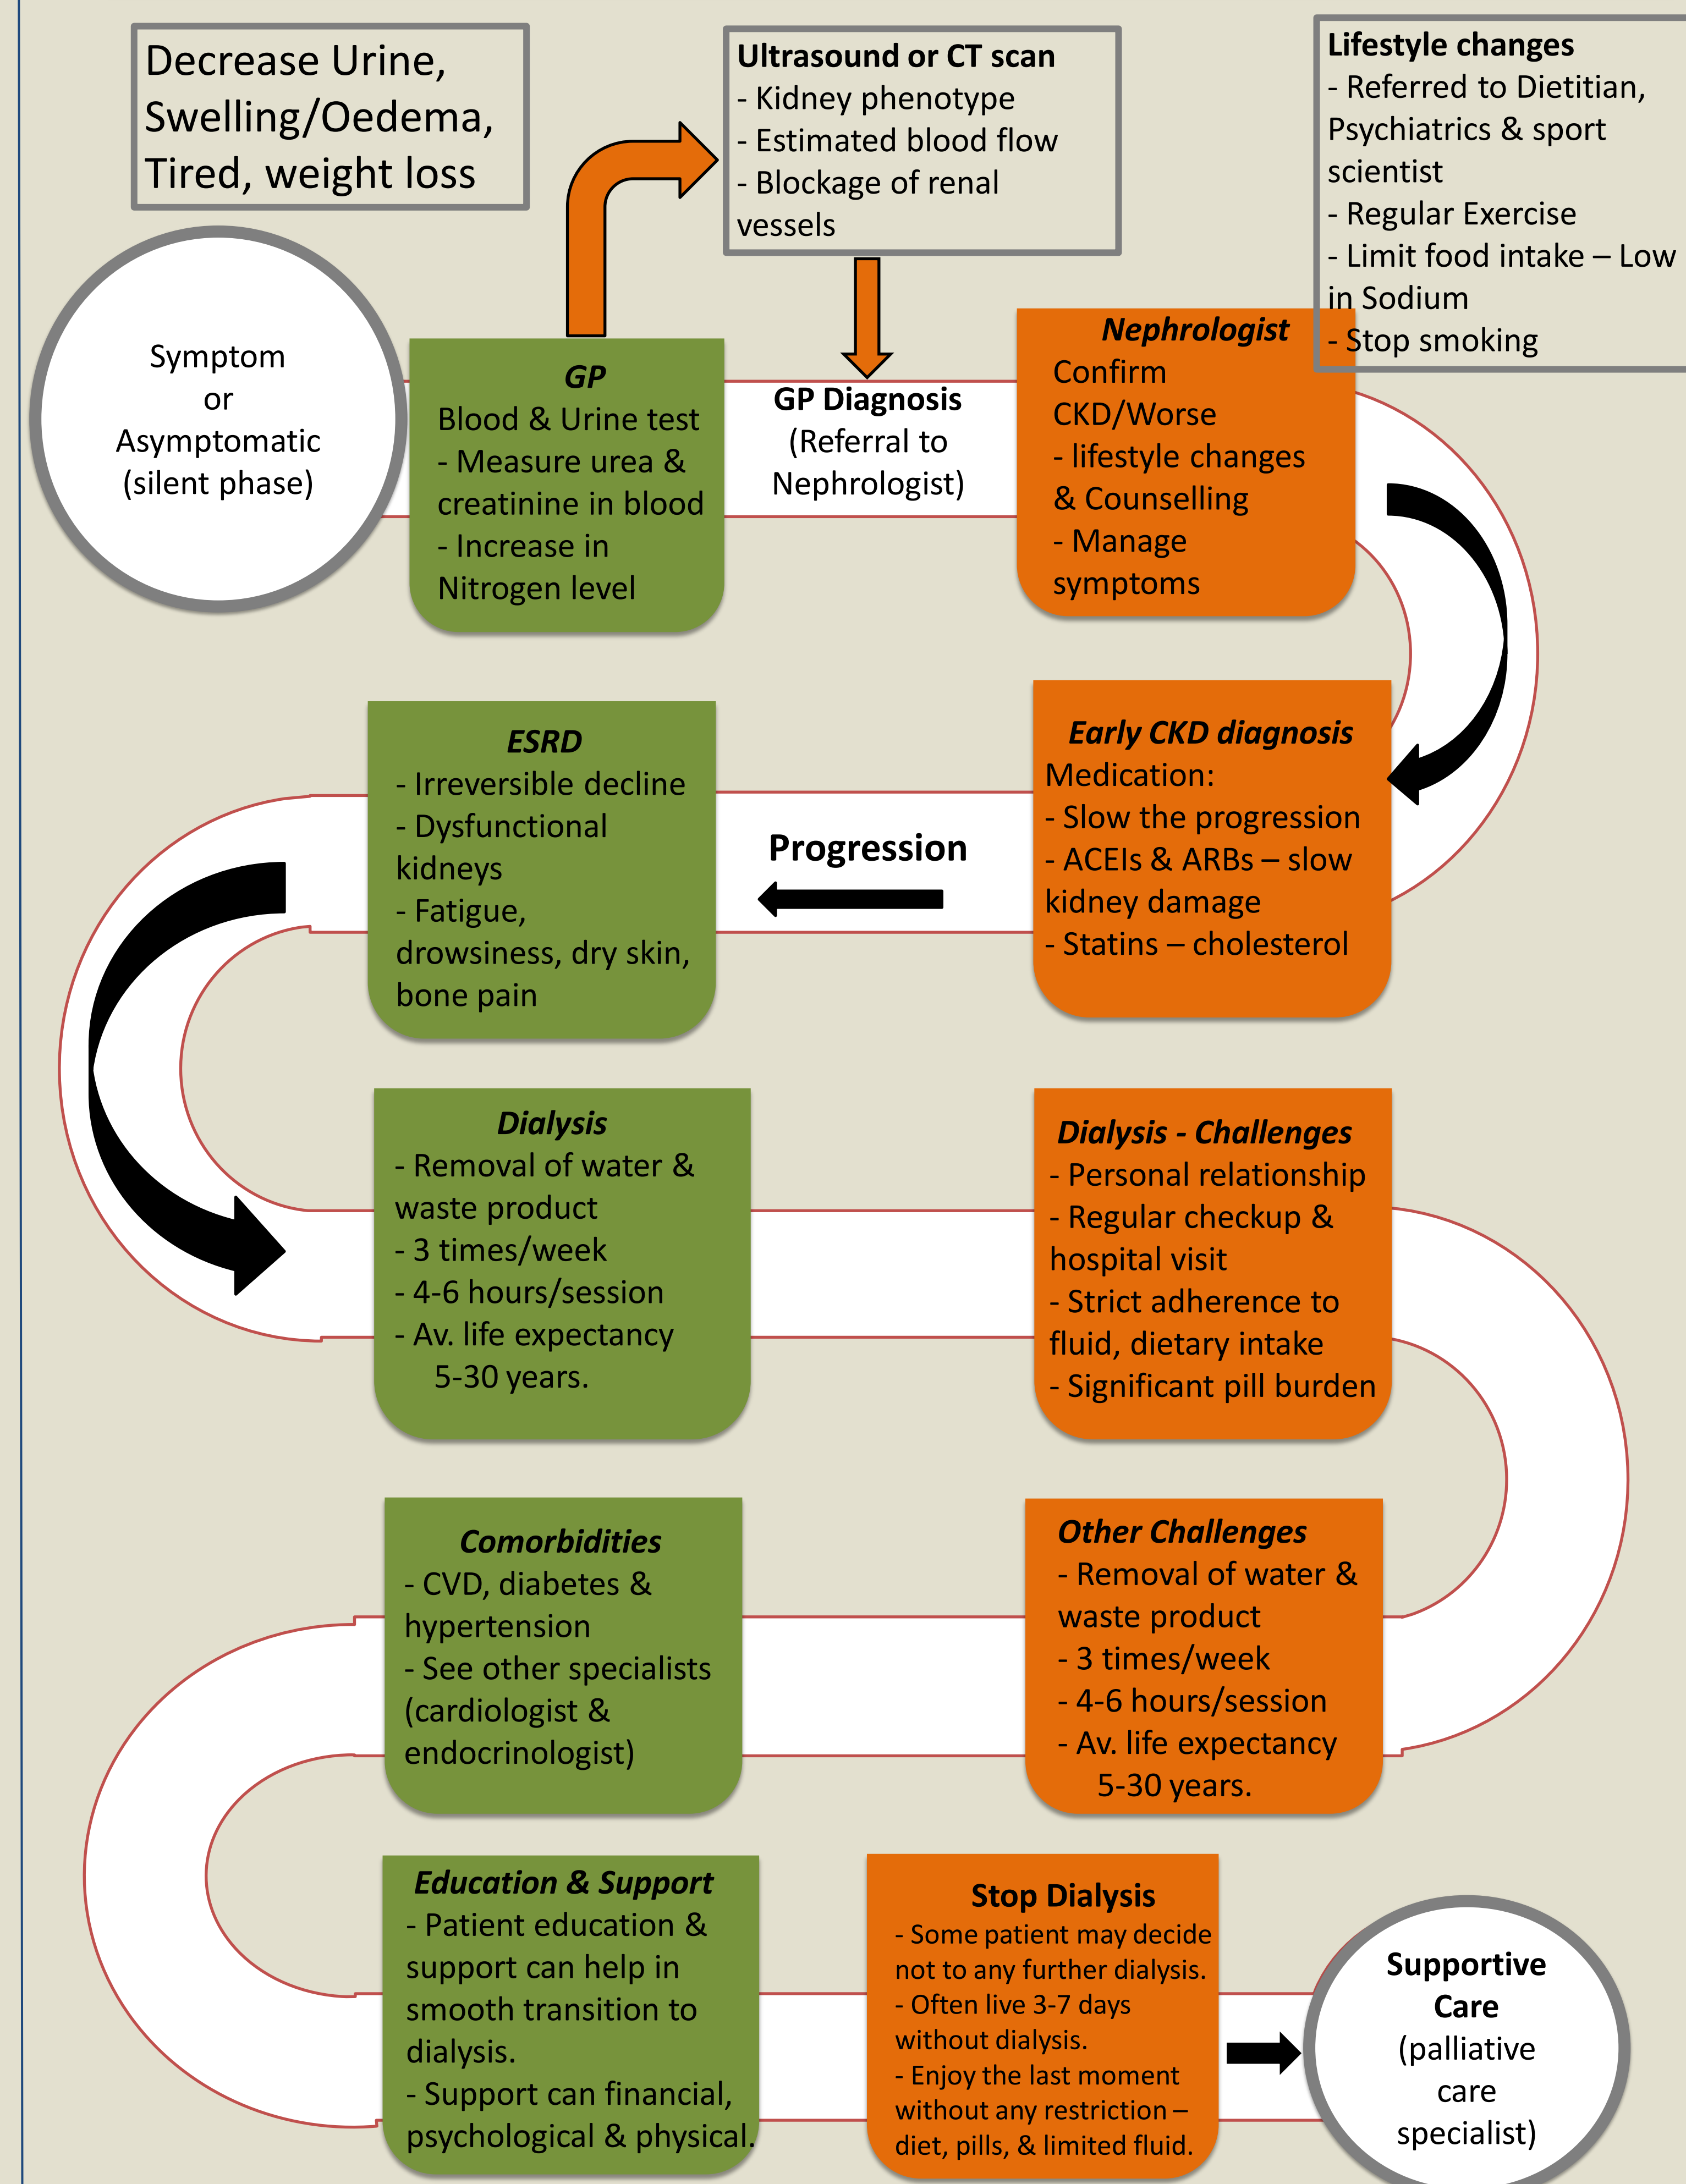 Decrease Urine,
Swelling/Oedema,
Tired, weight loss
Ultrasound or CT scan
- Kidney phenotype
- Estimated blood flow
- Blockage of renal
vessels
Lifestyle changes
- Referred to Dietitian,
Psychiatrics & sport
scientist
- Regular Exercise
- Limit food intake – Low
in Sodium
- Stop smoking
Symptom
or
Asymptomatic
(silent phase)
GP
Blood & Urine test
- Measure urea &
creatinine in blood
- Increase in
Nitrogen level
GP Diagnosis
(Referral to
Nephrologist)
Nephrologist
Confirm
CKD/Worse
- lifestyle changes
& Counselling
- Manage
symptoms
Early CKD diagnosis
Medication:
- Slow the progression
- ACEIs & ARBs – slow
kidney damage
- Statins – cholesterol
Progression
ESRD
- Irreversible decline
- Dysfunctional
kidneys
- Fatigue,
drowsiness, dry skin,
bone pain
Dialysis
- Removal of water &
waste product
- 3 times/week
- 4-6 hours/session
- Av. life expectancy
5-30 years.
Dialysis - Challenges
- Personal relationship
- Regular checkup &
hospital visit
- Strict adherence to
fluid, dietary intake
- Significant pill burden
Other Challenges
- Removal of water &
waste product
- 3 times/week
- 4-6 hours/session
- Av. life expectancy
5-30 years.
Comorbidities
- CVD, diabetes &
hypertension
- See other specialists
(cardiologist &
endocrinologist)
Education & Support
- Patient education &
support can help in
smooth transition to
dialysis.
- Support can financial,
psychological & physical.
Stop Dialysis
- Some patient may decide
not to any further dialysis.
- Often live 3-7 days
without dialysis.
- Enjoy the last moment
without any restriction –
diet, pills, & limited fluid.
Supportive
Care
(palliative
care
specialist)